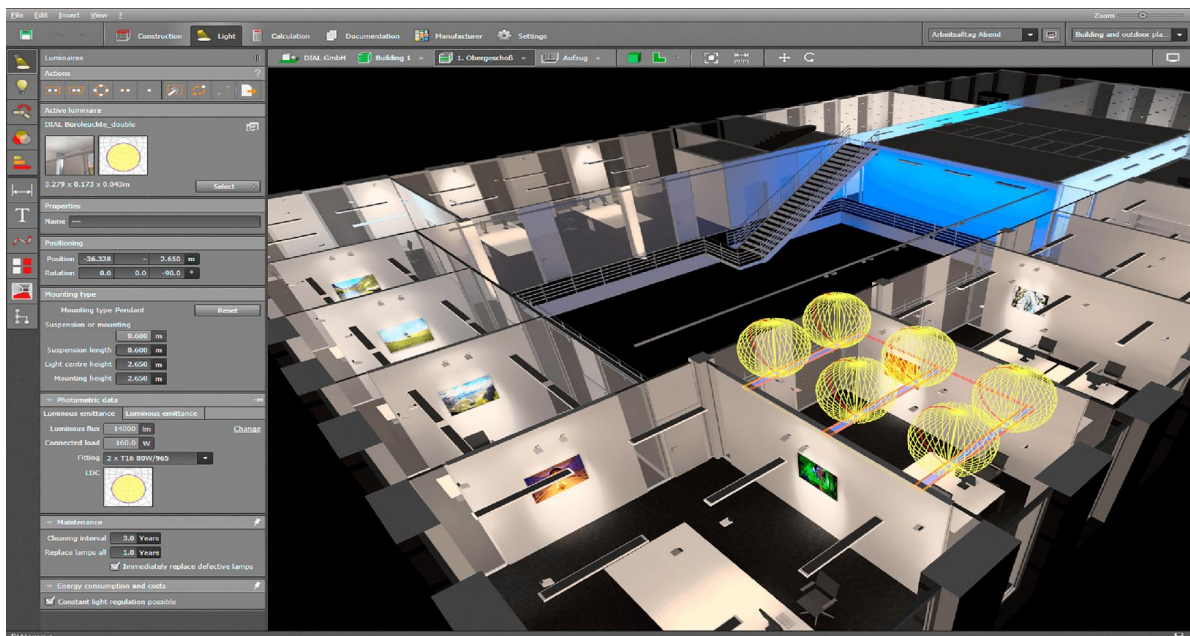 File Edit Insert View ?
Zoom
Construction Light Calculation Documentation Manufacturer Settings
Arbeitsalltag Abend
Building and outdoor pla...
Luminaires
DIAL GmbH Building 1 1. Obergeschoß Aufzug
Actions ?
Active luminaire
DIAL Büroleuchte_double
3.279 x 0.173 x 0.043m Select
Properties
Name ---
Positioning
Position -36.328 - 2.650 m
Rotation 0.0 0.0 -90.0 °
Mounting type
Mounting type Pendant Reset
Suspension or mounting
0.600 m
Suspension length 0.600 m
Light centre height 2.650 m
Mounting height 2.650 m
Photometric data
Luminous emittance Luminous emittance
Luminous flux 14000 lm Change
Connected load 160.0 W
Fitting 2 x T16 80W/965
LDC
Maintenance
Cleaning interval 3.0 Years
Replace lamps all 1.0 Years
Immediately replace defective lamps
Energy consumption and costs
Constant light regulation possible